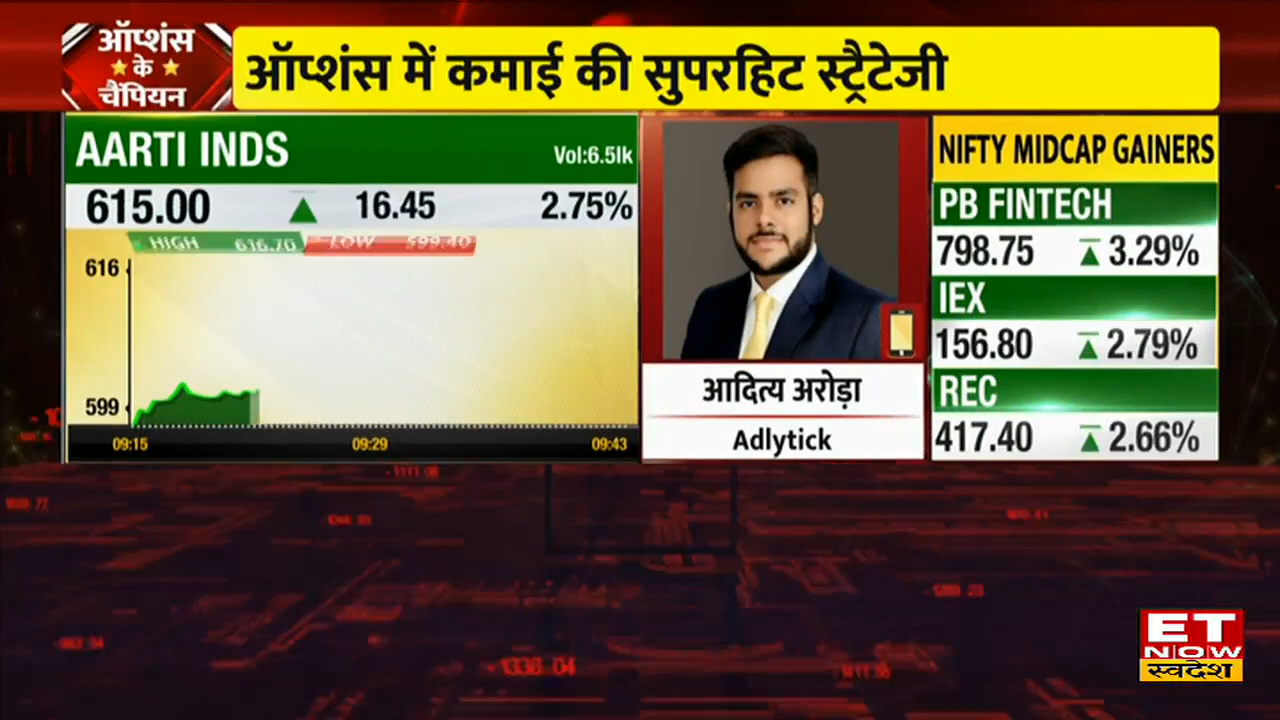 ऑप्शंस
के
चैंपियन
ऑप्शंस में कमाई की सुपरहिट स्ट्रैटेजी
AARTI INDS Vol:6.5lk
615.00 16.45 2.75%
HIGH 616.70 LOW 599.40
616
599
09:15 09:29 09:43
आदित्य अरोड़ा
Adlytick
NIFTY MIDCAP GAINERS
PB FINTECH
798.75 3.29%
IEX
156.80 2.79%
REC
417.40 2.66%
1338.04
ET
NOW
स्वदेश